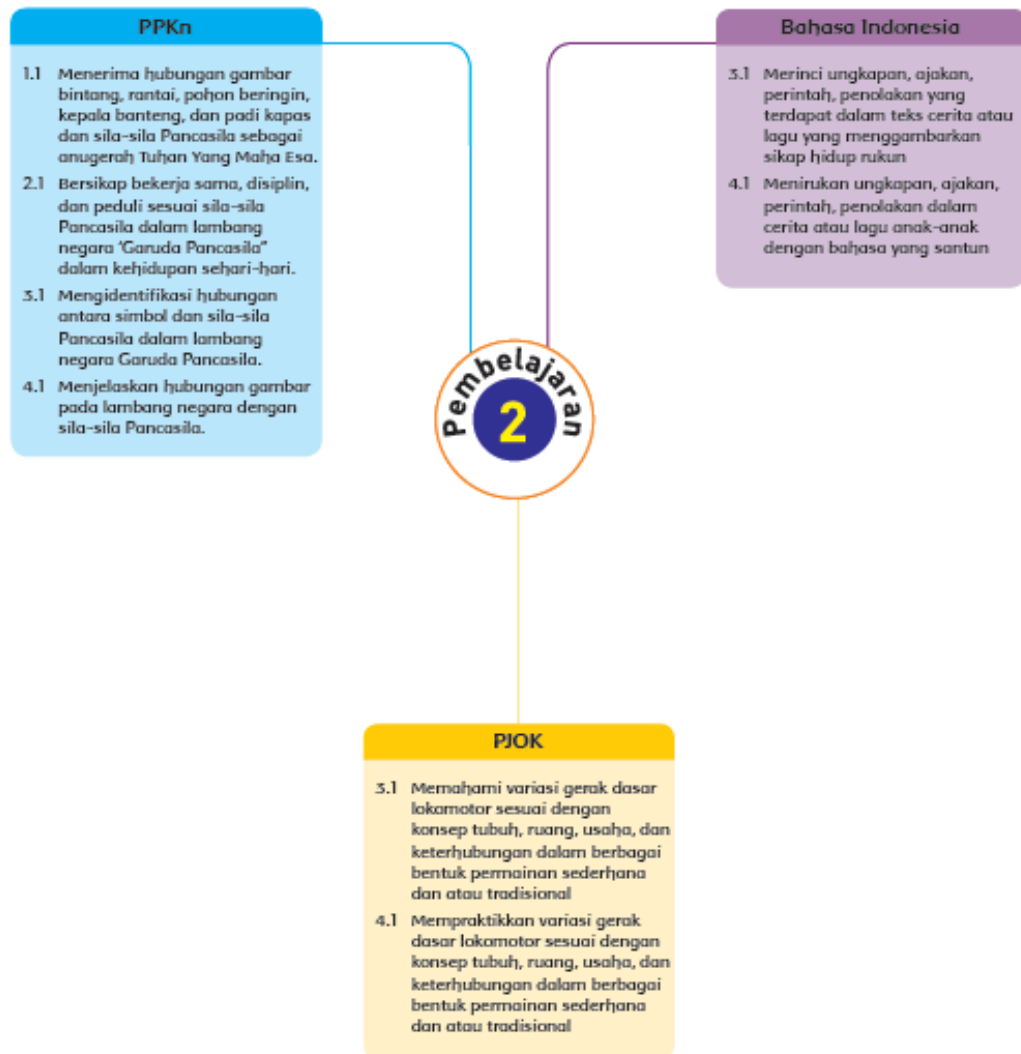 PPKn
1.1 Menerima hubungan gambar
bintang, rantai, pohon beringin,
kepala banteng, dan padi kapas
dan sila-sila Pancasila sebagai
anugerah Tuhan Yang Maha Esa.
2.1 Bersikap bekerja sama, disiplin,
dan peduli sesuai sila-sila
Pancasila dalam lambang
negara ‘Garuda Pancasila”
dalam kehidupan sehari-hari.
3.1 Mengidentifikasi hubungan
antara simbol dan sila-sila
Pancasila dalam lambang
negara Garuda Pancasila.
4.1 Menjelaskan hubungan gambar
pada lambang negara dengan
sila-sila Pancasila.
Bahasa Indonesia
3.1 Merinci ungkapan, ajakan,
perintah, penolakan yang
terdapat dalam teks cerita atau
lagu yang menggambarkan
sikap hidup rukun
4.1 Menirukan ungkapan, ajakan,
perintah, penolakan dalam
cerita atau lagu anak-anak
dengan bahasa yang santun
Pembelajaran
2
PJOK
3.1 Memahami variasi gerak dasar
lokomotor sesuai dengan
konsep tubuh, ruang, usaha, dan
keterhubungan dalam berbagai
bentuk permainan sederhana
dan atau tradisional
4.1 Mempraktikkan variasi gerak
dasar lokomotor sesuai dengan
konsep tubuh, ruang, usaha, dan
keterhubungan dalam berbagai
bentuk permainan sederhana
dan atau tradisional